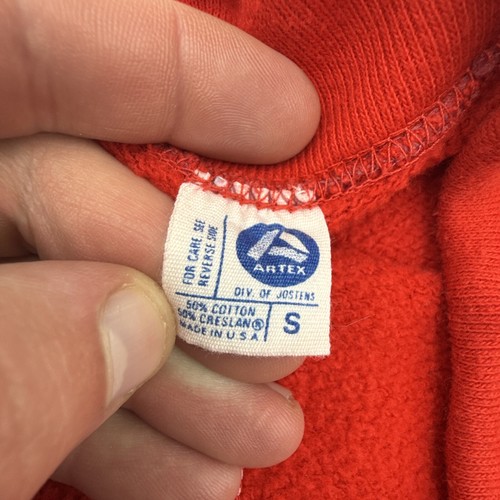 FOR CARE SEE
REVERSE SIDE
ARTEX
DIV. OF JOSTENS
50% COTTON
50% CRESLAN®
MADE IN U.S.A
S